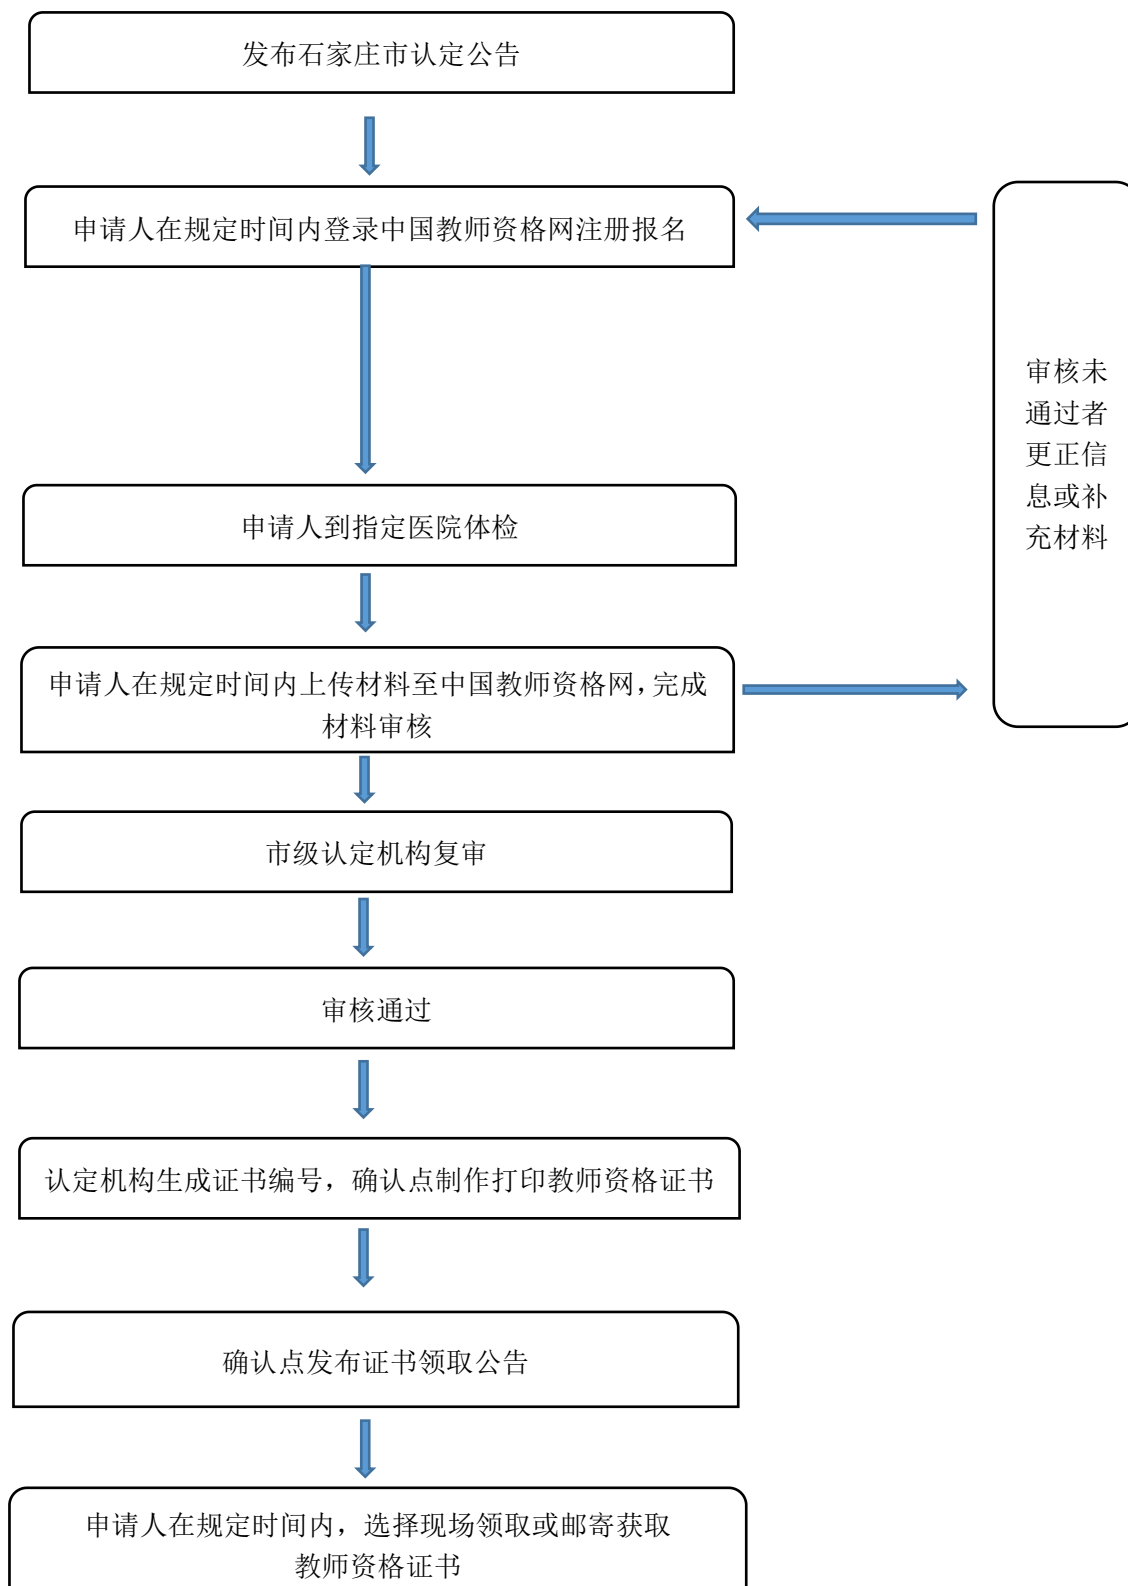 发布石家庄市认定公告
申请人在规定时间内登录中国教师资格网注册报名
审核未
通过者
更正信
息或补
充材料
申请人到指定医院体检
申请人在规定时间内上传材料至中国教师资格网，完成
材料审核
市级认定机构复审
审核通过
认定机构生成证书编号，确认点制作打印教师资格证书
确认点发布证书领取公告
申请人在规定时间内，选择现场领取或邮寄获取
教师资格证书